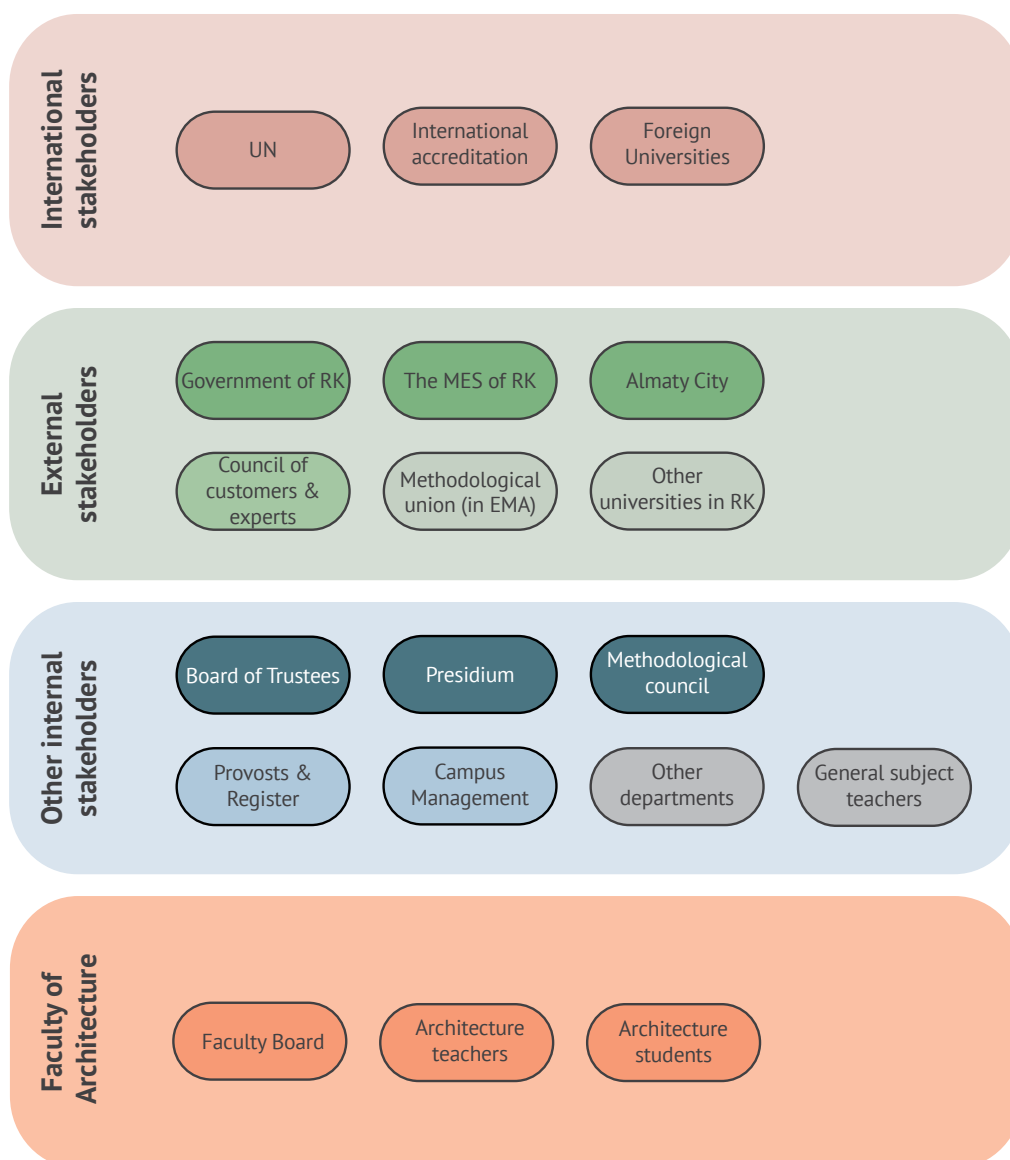 International
stakeholders
UN
International
accreditation
Foreign
Universities
External
stakeholders
Government of RK
The MES of RK
Almaty City
Council of
customers &
experts
Methodological
union (in EMA)
Other
universities in RK
Other internal
stakeholders
Board of Trustees
Presidium
Methodological
council
Provosts &
Register
Campus
Management
Other
departments
General subject
teachers
Faculty of
Architecture
Faculty Board
Architecture
teachers
Architecture
students